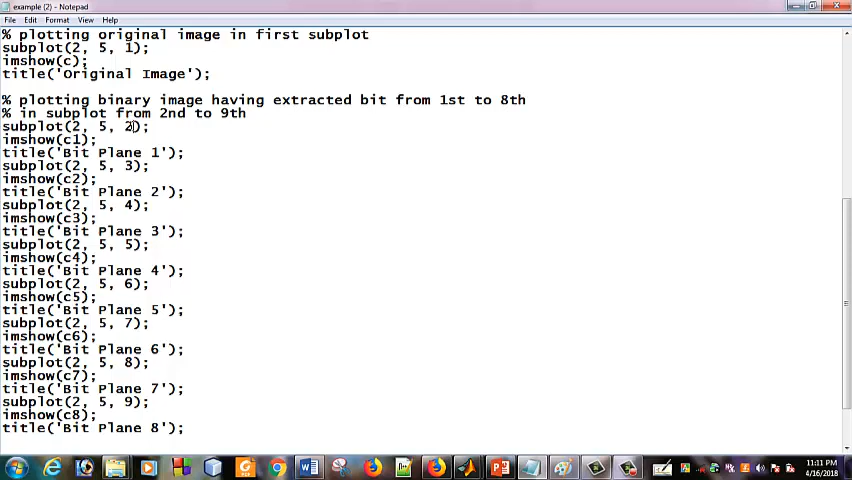 example (2) - Notepad
File Edit Format View Help
% plotting original image in first subplot
subplot(2, 5, 1);
imshow(c);
title('Original Image');
% plotting binary image having extracted bit from 1st to 8th
% in subplot from 2nd to 9th
subplot(2, 5, 2);
imshow(c1);
title('Bit Plane 1');
subplot(2, 5, 3);
imshow(c2);
title('Bit Plane 2');
subplot(2, 5, 4);
imshow(c3);
title('Bit Plane 3');
subplot(2, 5, 5);
imshow(c4);
title('Bit Plane 4');
subplot(2, 5, 6);
imshow(c5);
title('Bit Plane 5');
subplot(2, 5, 7);
imshow(c6);
title('Bit Plane 6');
subplot(2, 5, 8);
imshow(c7);
title('Bit Plane 7');
subplot(2, 5, 9);
imshow(c8);
title('Bit Plane 8');
11:11 PM
4/16/2018